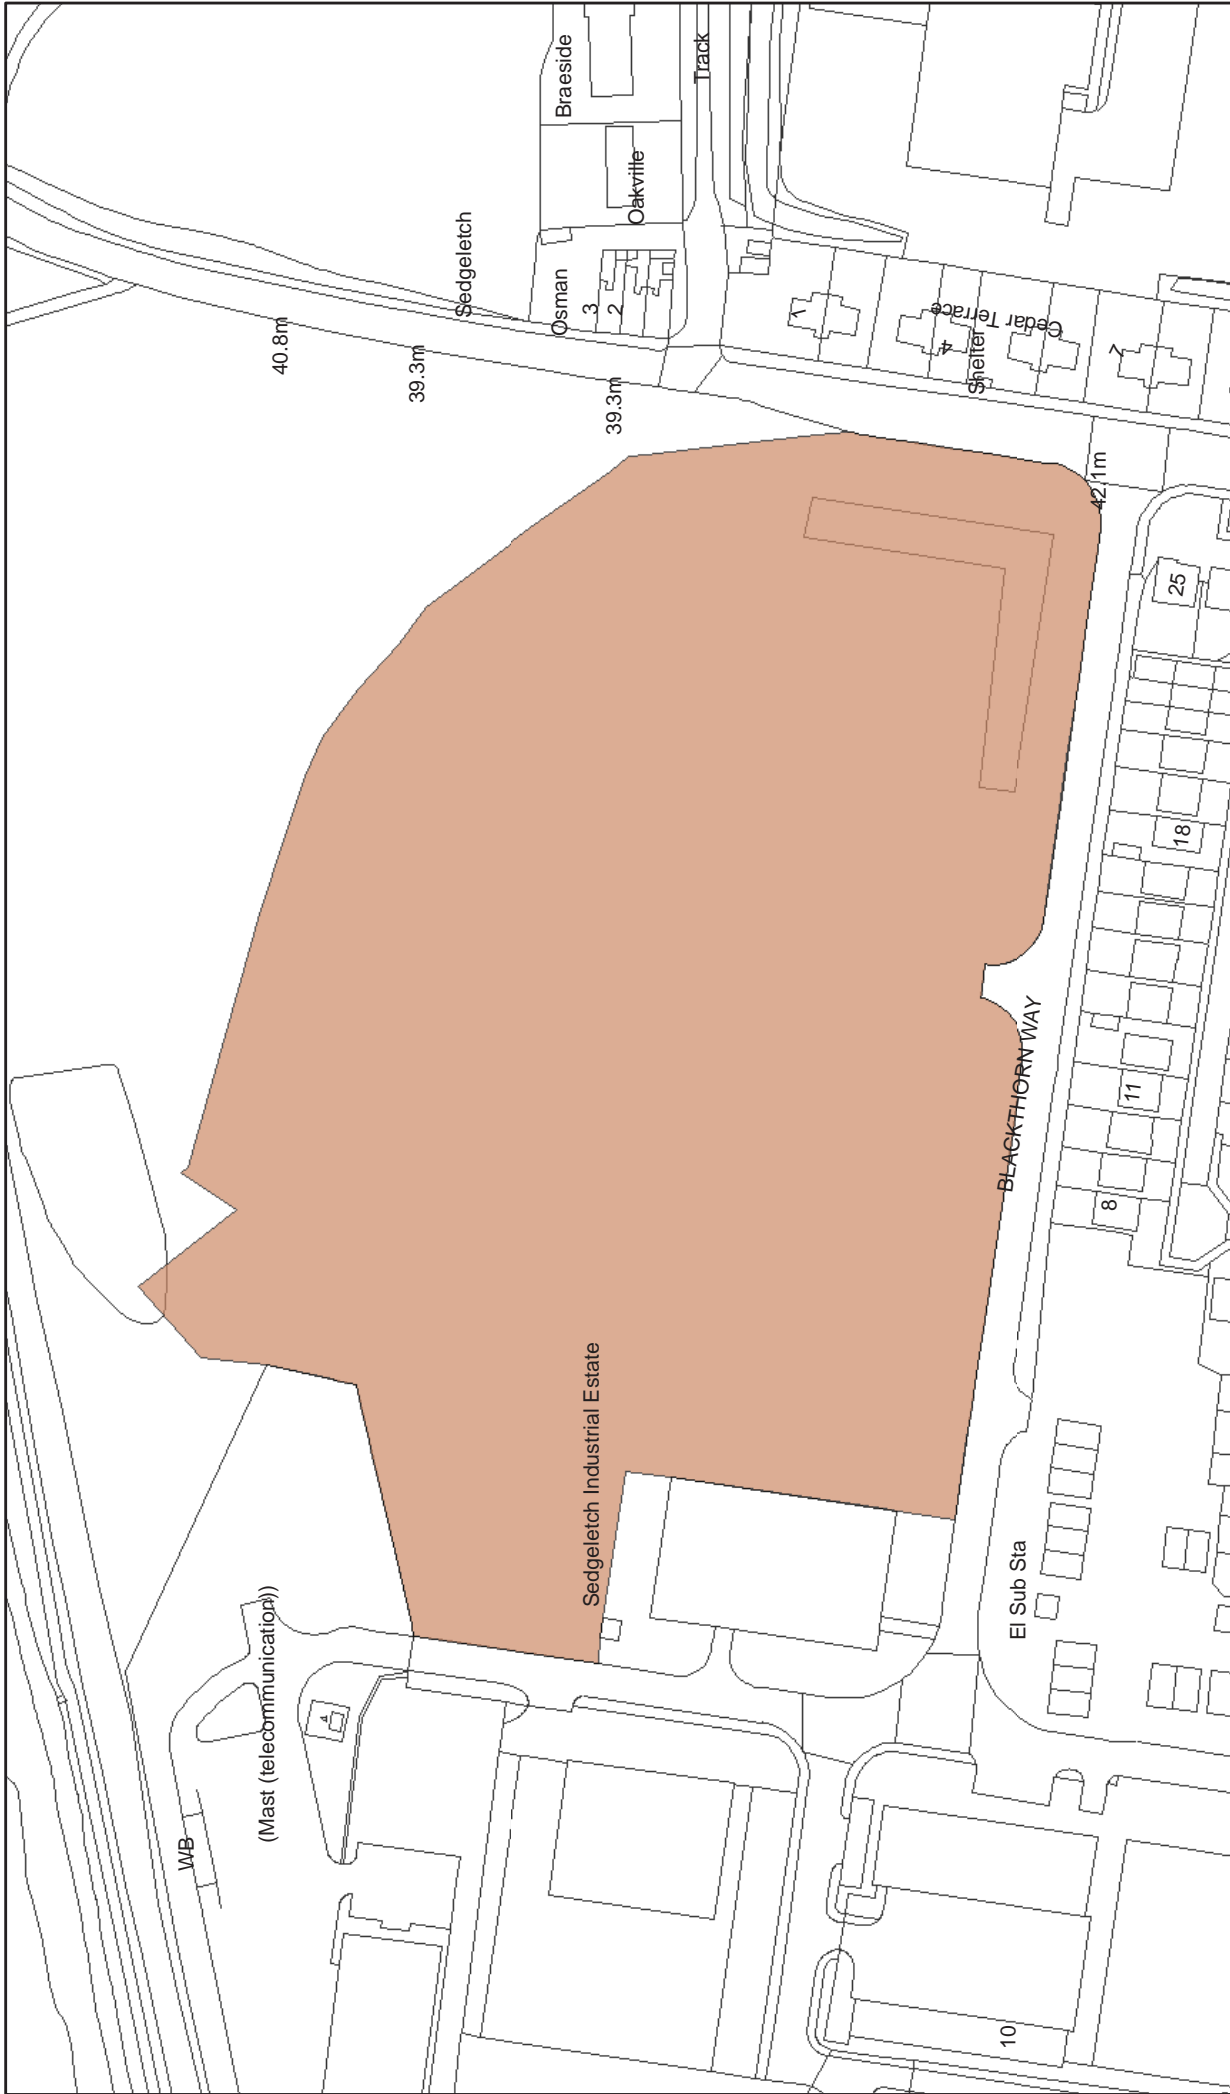 Braeside
Track
Oakville
Sedgeletch
Osman
3
2
40.8m
39.3m
39.3m
1
Cedar Terrace
4
Shelter
7
42.1m
25
18
BLACKTHORN WAY
11
8
Sedgeletch Industrial Estate
El Sub Sta
(Mast (telecommunication))
WB
10